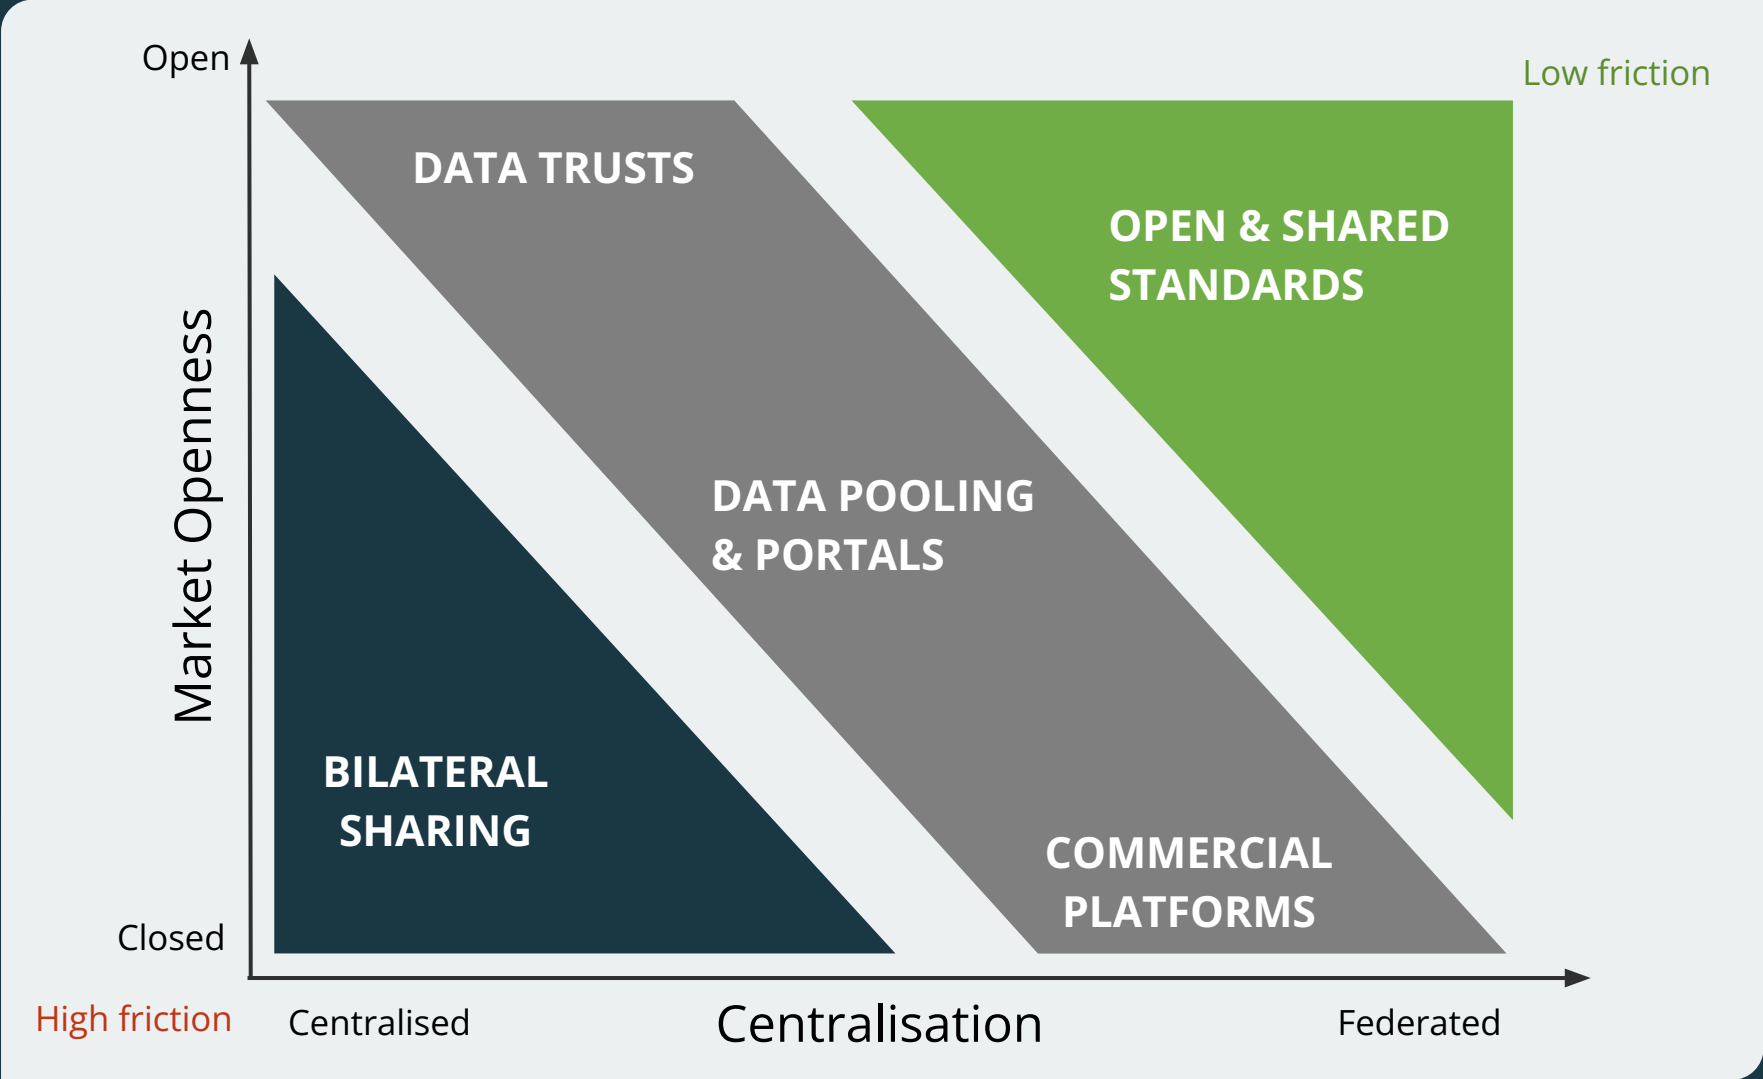 Open
Low friction
DATA TRUSTS
OPEN & SHARED
STANDARDS
Market Openness
DATA POOLING
& PORTALS
BILATERAL
SHARING
COMMERCIAL
PLATFORMS
Closed
High friction
Centralised
Centralisation
Federated